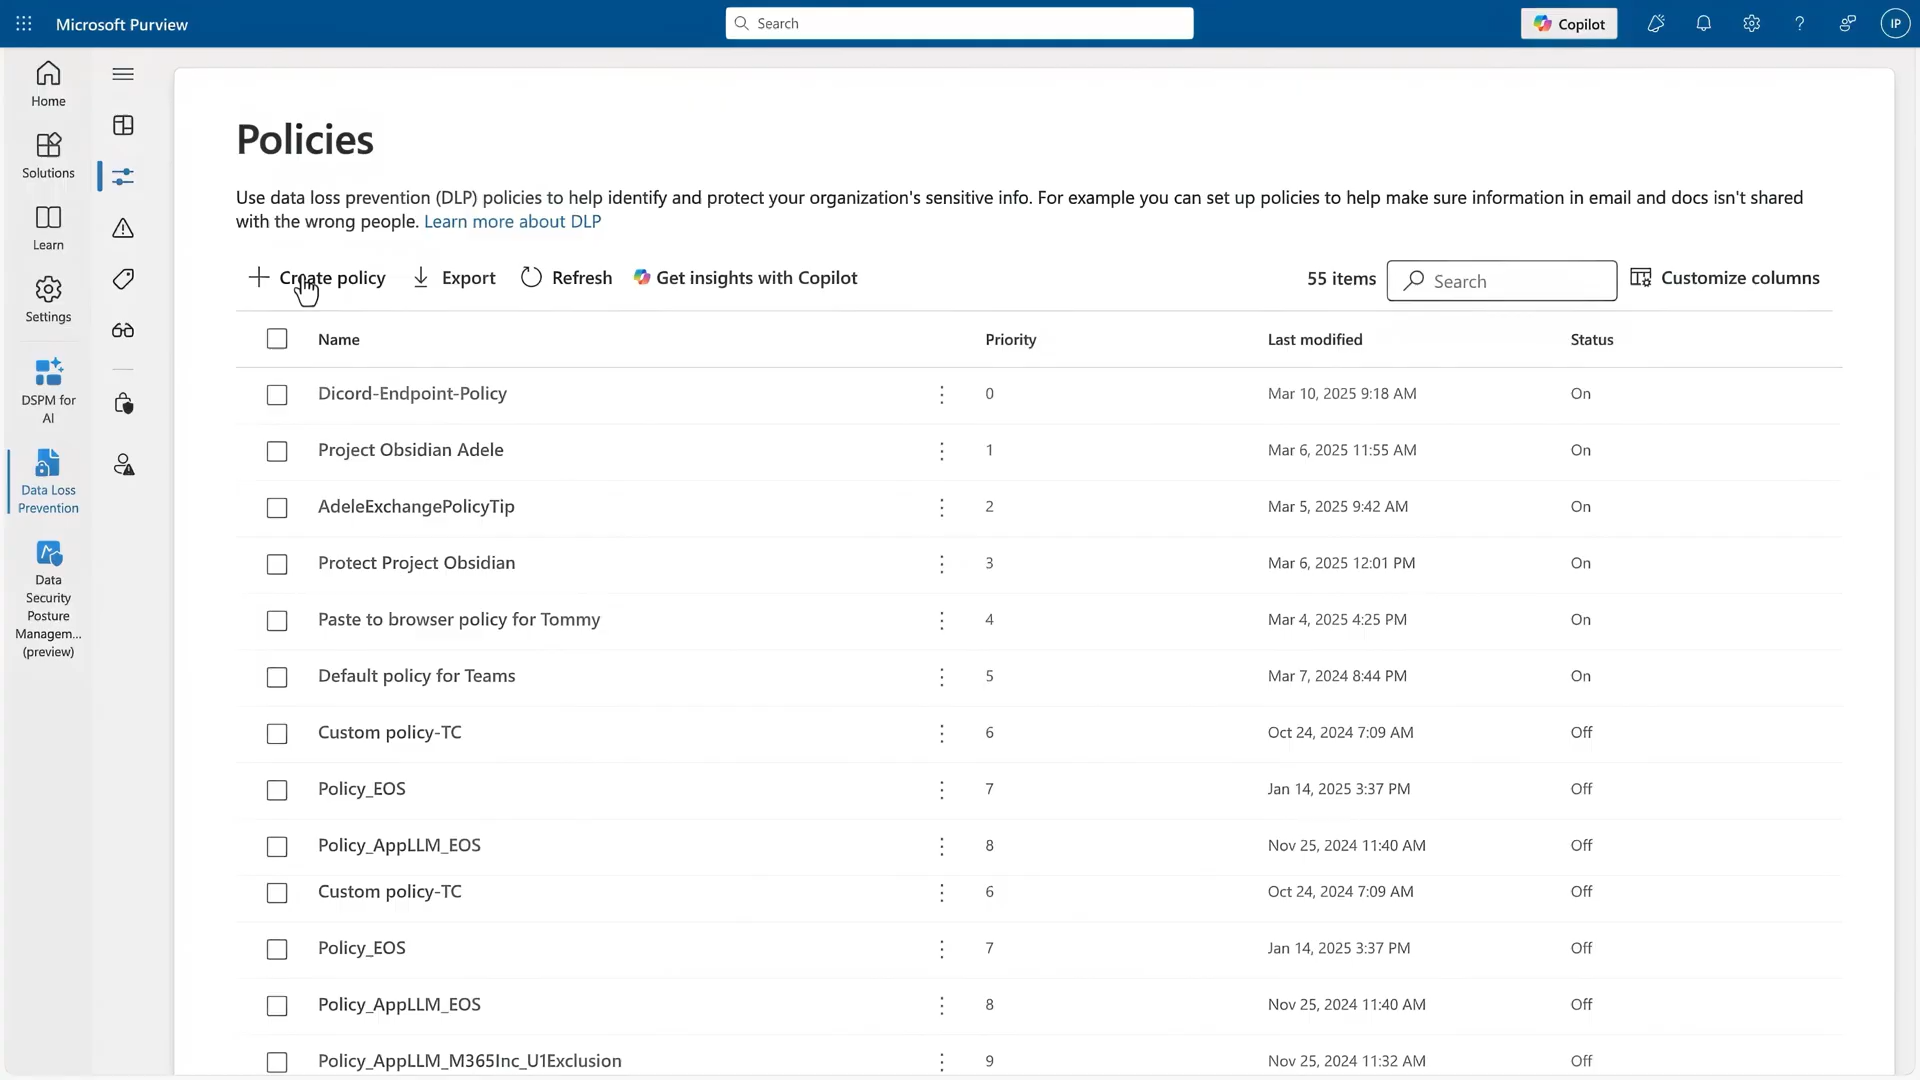 Microsoft Purview
Search
Copilot
IP
Home
Solutions
Learn
Settings
DSPM for
AI
Data Loss
Prevention
Data
Security
Posture
Managem...
(preview)
Policies
Use data loss prevention (DLP) policies to help identify and protect your organization's sensitive info. For example you can set up policies to help make sure information in email and docs isn't shared
with the wrong people. Learn more about DLP
Create policy Export Refresh Get insights with Copilot 55 items Search Customize columns
Name Priority Last modified Status
Dicord-Endpoint-Policy 0 Mar 10, 2025 9:18 AM On
Project Obsidian Adele 1 Mar 6, 2025 11:55 AM On
AdeleExchangePolicyTip 2 Mar 5, 2025 9:42 AM On
Protect Project Obsidian 3 Mar 6, 2025 12:01 PM On
Paste to browser policy for Tommy 4 Mar 4, 2025 4:25 PM On
Default policy for Teams 5 Mar 7, 2024 8:44 PM On
Custom policy-TC 6 Oct 24, 2024 7:09 AM Off
Policy_EOS 7 Jan 14, 2025 3:37 PM Off
Policy_AppLLM_EOS 8 Nov 25, 2024 11:40 AM Off
Custom policy-TC 6 Oct 24, 2024 7:09 AM Off
Policy_EOS 7 Jan 14, 2025 3:37 PM Off
Policy_AppLLM_EOS 8 Nov 25, 2024 11:40 AM Off
Policy_AppLLM_M365Inc_U1Exclusion 9 Nov 25, 2024 11:32 AM Off